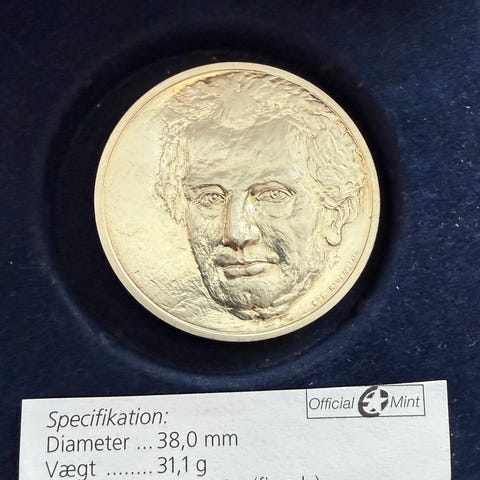 Specifikation:
Official Mint
Diameter ... 38,0 mm
Vægt ........ 31,1 g